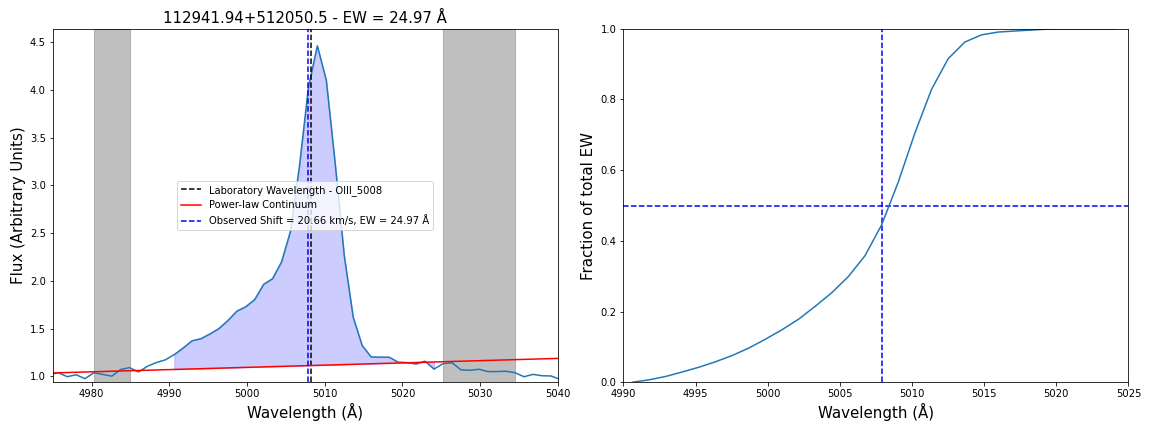 112941.94+512050.5 - EW = 24.97 Å
Flux (Arbitrary Units)
4.5
4.0
3.5
3.0
2.5
2.0
1.5
1.0
Laboratory Wavelength - OIII_5008
Power-law Continuum
Observed Shift = 20.66 km/s, EW = 24.97 Å
4980 4990 5000 5010 5020 5030 5040
Wavelength (Å)
Fraction of total EW
1.0
0.8
0.6
0.4
0.2
0.0
4990 4995 5000 5005 5010 5015 5020 5025
Wavelength (Å)